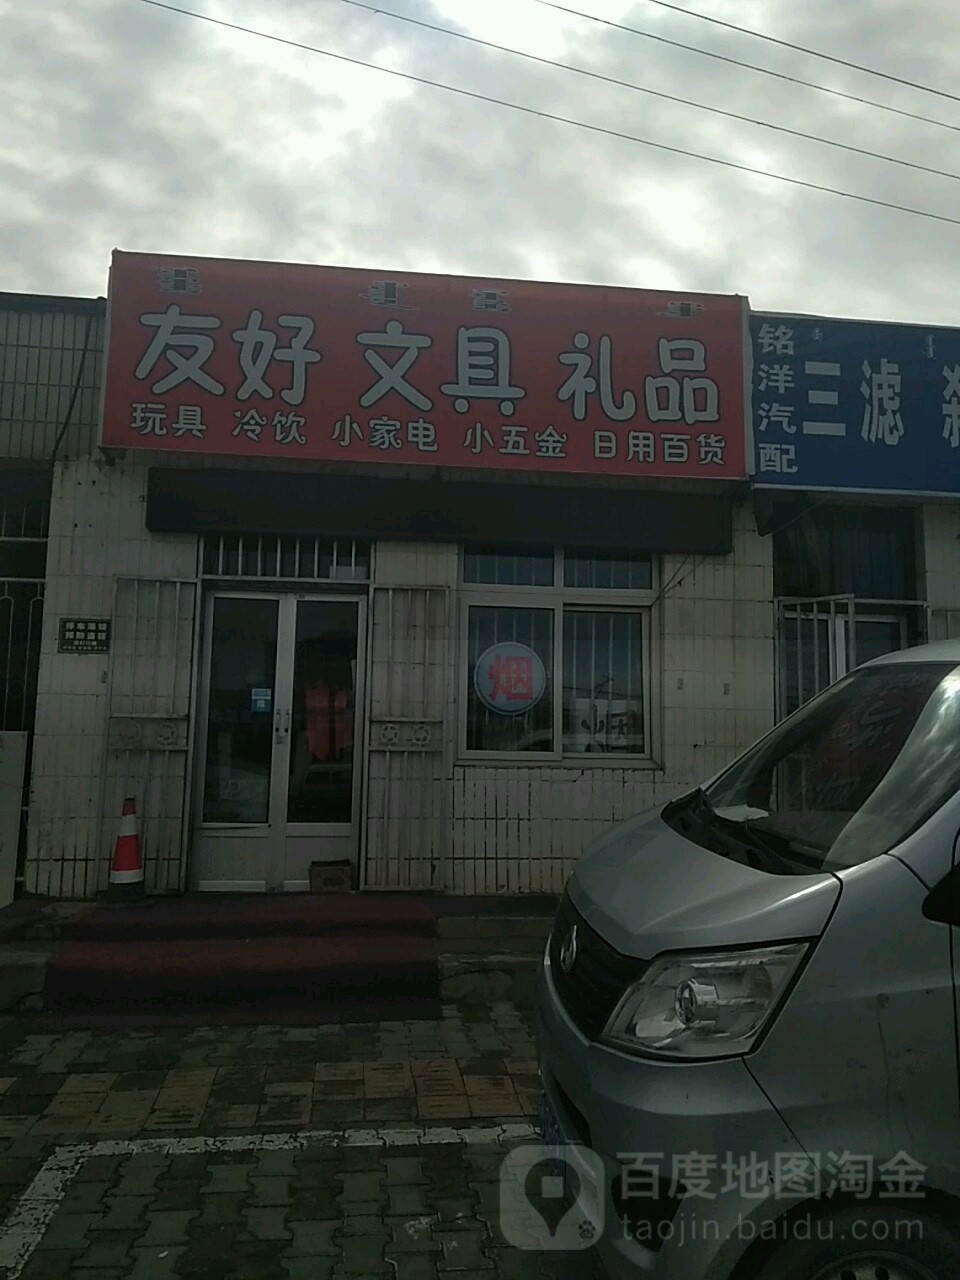 友好 文具 礼品
玩具 冷饮 小家电 小五金 日用百货
铭洋汽配
三滤
烟
百度地图淘金
taojin.baidu.com